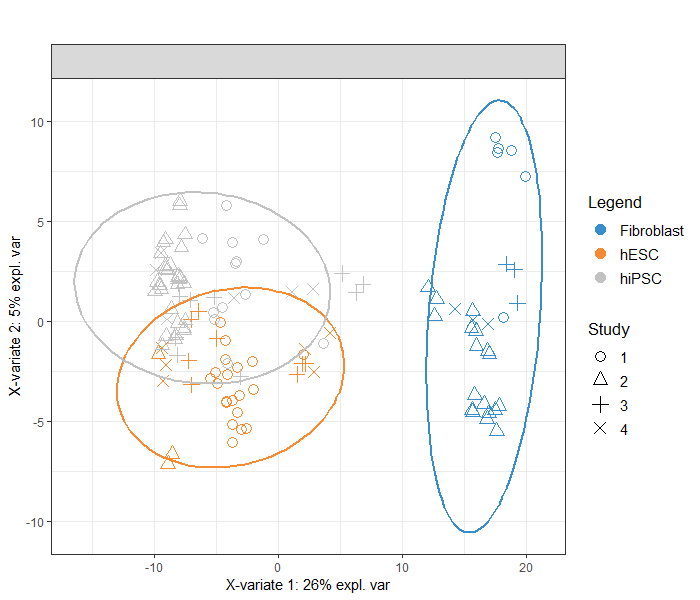 10
5
0
-5
-10
-10
0
10
20
X-variate 1: 26% expl. var
X-variate 2: 5% expl. var
Legend
Fibroblast
hESC
hiPSC
Study
1
2
3
4